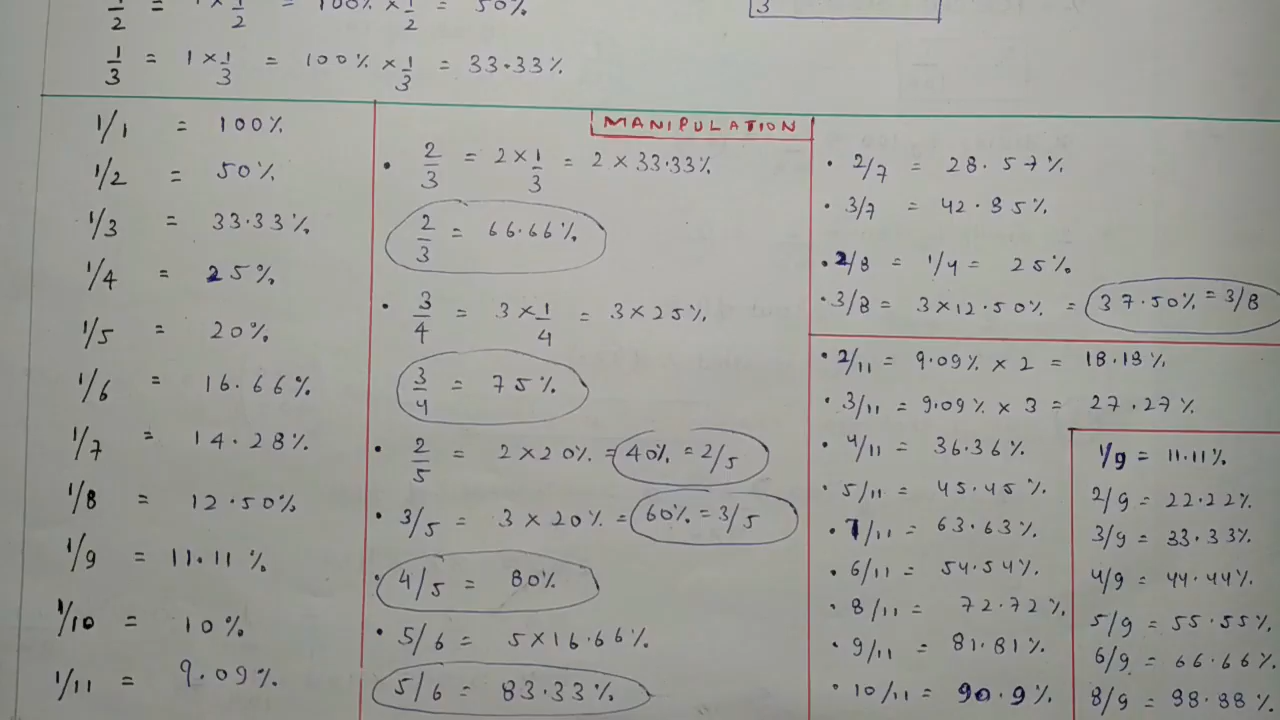 1/2 = 1 × 1/2 = 100% × 1/2 = 50%
3
1/3 = 1 × 1/3 = 100% × 1/3 = 33.33%
1/1 = 100%
1/2 = 50%
1/3 = 33.33%
1/4 = 25%
1/5 = 20%
1/6 = 16.66%
1/7 = 14.28%
1/8 = 12.50%
1/9 = 11.11%
1/10 = 10%
1/11 = 9.09%
MANIPULATION
• 2/3 = 2 × 1/3 = 2 × 33.33%
2/3 = 66.66%
• 3/4 = 3 × 1/4 = 3 × 25%
3/4 = 75%
• 2/5 = 2 × 20% = 40% = 2/5
• 3/5 = 3 × 20% = 60% = 3/5
• 4/5 = 80%
• 5/6 = 5 × 16.66%
5/6 = 83.33%
• 2/7 = 28.57%
• 3/7 = 42.85%
• 2/8 = 1/4 = 25%
• 3/8 = 3 × 12.50% = 37.50% = 3/8
• 2/11 = 9.09% × 2 = 18.18%
• 3/11 = 9.09% × 3 = 27.27%
• 4/11 = 36.36%
• 5/11 = 45.45%
• 7/11 = 63.63%
• 6/11 = 54.54%
• 8/11 = 72.72%
• 9/11 = 81.81%
• 10/11 = 90.9%
1/9 = 11.11%
2/9 = 22.22%
3/9 = 33.33%
4/9 = 44.44%
5/9 = 55.55%
6/9 = 66.66%
8/9 = 88.88%